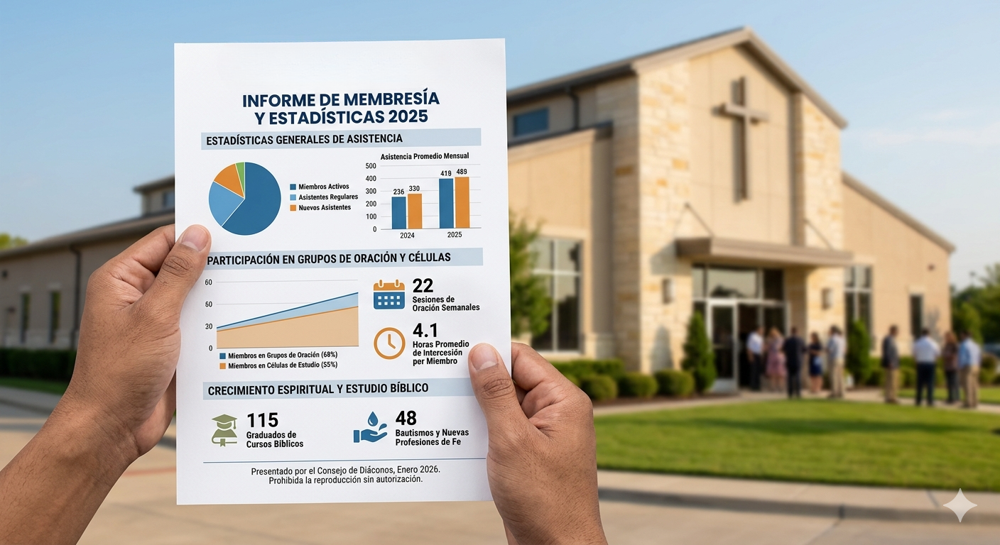 INFORME DE MEMBRESÍA
Y ESTADÍSTICAS 2025
ESTADÍSTICAS GENERALES DE ASISTENCIA
Miembros Activos
Asistentes Regulares
Nuevos Asistentes
Asistencia Promedio Mensual
500
400
300
200
100
0
236
330
419
489
2024
2025
PARTICIPACIÓN EN GRUPOS DE ORACIÓN Y CÉLULAS
60
60
30
0
Miembros en Grupos de Oración (68%)
Miembros en Células de Estudio (55%)
22
Sesiones de
Oración Semanales
4.1
Horas Promedio
de Intercesión
per Miembro
CRECIMIENTO ESPIRITUAL Y ESTUDIO BÍBLICO
115
Graduados de
Cursos Bíblicos
48
Bautismos y Nuevas
Profesiones de Fe
Presentado por el Consejo de Diáconos, Enero 2026.
Prohibida la reproducción sin autorización.